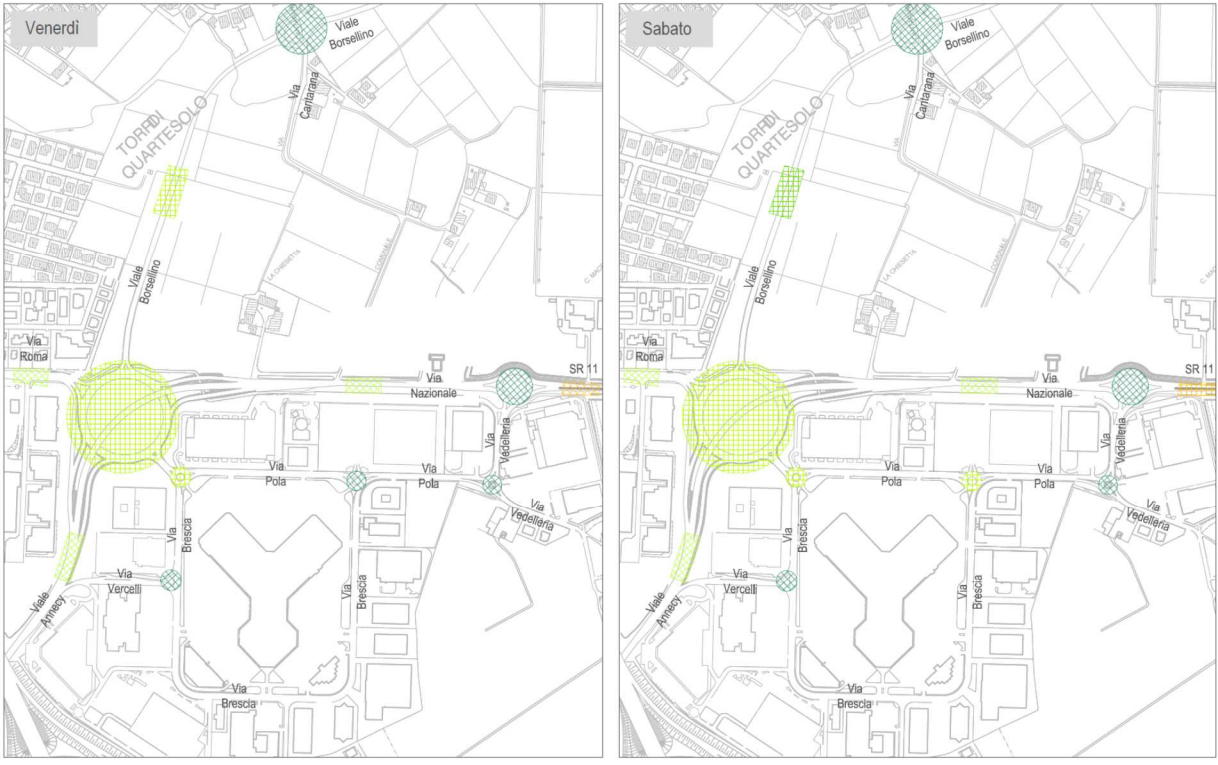 Venerdì
Viale
Borsellino
Via
Cantarana
VIA
TORRI DI
QUARTESOLO
Viale
Borsellino
LA CHIESETTA
Via
Roma
SR 11
Via
Nazionale
Via
Vedelleria
Via
Pola
Via
Pola
Via
Vedelleria
Via
Brescia
Via
Vercelli
Viale
Annecy
Via
Brescia
Via
Brescia
Sabato
Viale
Borsellino
Via
Cantarana
VIA
TORRI DI
QUARTESOLO
Viale
Borsellino
LA CHIESETTA
Via
Roma
SR 11
Via
Nazionale
Via
Vedelleria
Via
Pola
Via
Pola
Via
Vedelleria
Via
Brescia
Via
Vercelli
Viale
Annecy
Via
Brescia
Via
Brescia